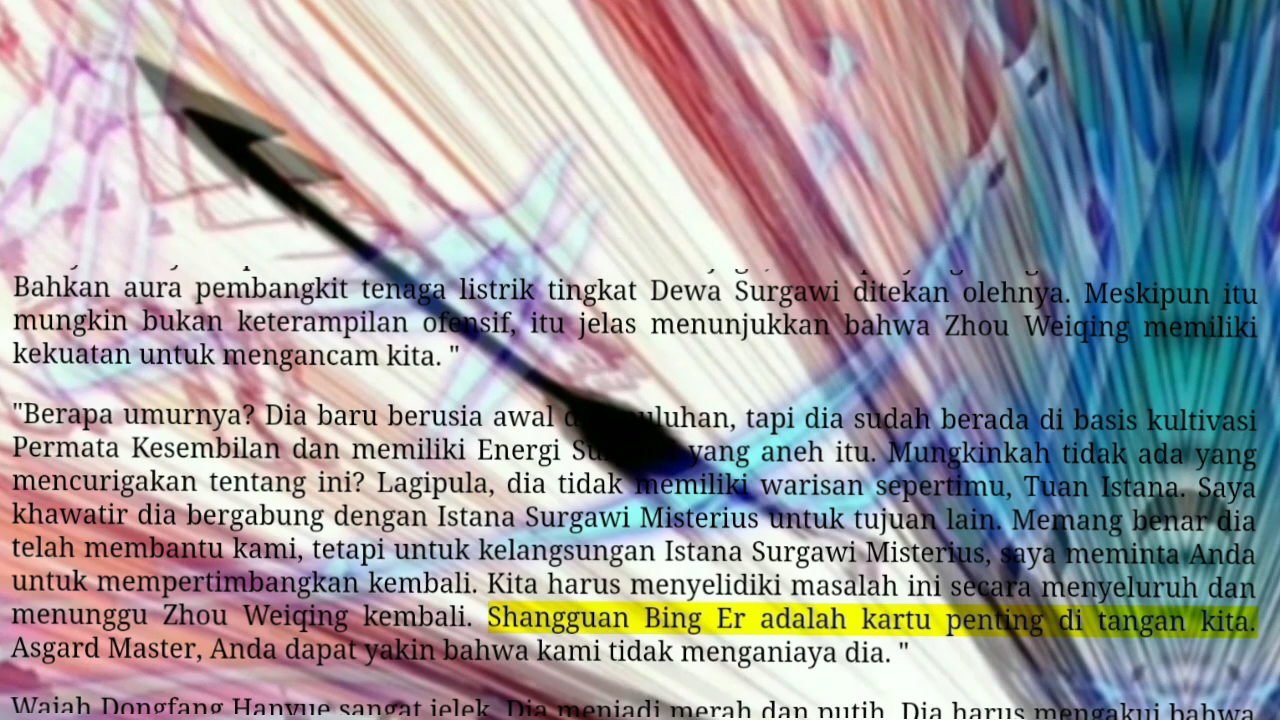 Bahkan aura pembangkit tenaga listrik tingkat Dewa Surgawi ditekan olehnya. Meskipun itu
mungkin bukan keterampilan ofensif, itu jelas menunjukkan bahwa Zhou Weiqing memiliki
kekuatan untuk mengancam kita. "
"Berapa umurnya? Dia baru berusia awal tapi dia sudah berada di basis kultivasi
Permata Kesembilan dan memiliki Energi yang aneh itu. Mungkinkah tidak ada yang
mencurigakan tentang ini? Lagipula, dia tidak memiliki warisan sepertimu, Tuan Istana. Saya
khawatir dia bergabung dengan Istana Surgawi Misterius untuk tujuan lain. Memang benar dia
telah membantu kami, tetapi untuk kelangsungan Istana Surgawi Misterius, saya meminta Anda
untuk mempertimbangkan kembali. Kita harus menyelidiki masalah ini secara menyeluruh dan
menunggu Zhou Weiqing kembali. Shangguan Bing Er adalah kartu penting di tangan kita.
Asgard Master, Anda dapat yakin bahwa kami tidak menganiaya dia. "
Wajah Dongfang Hanyue sangat jelek. Dia menjadi merah dan putih. Dia harus mengakui bahwa